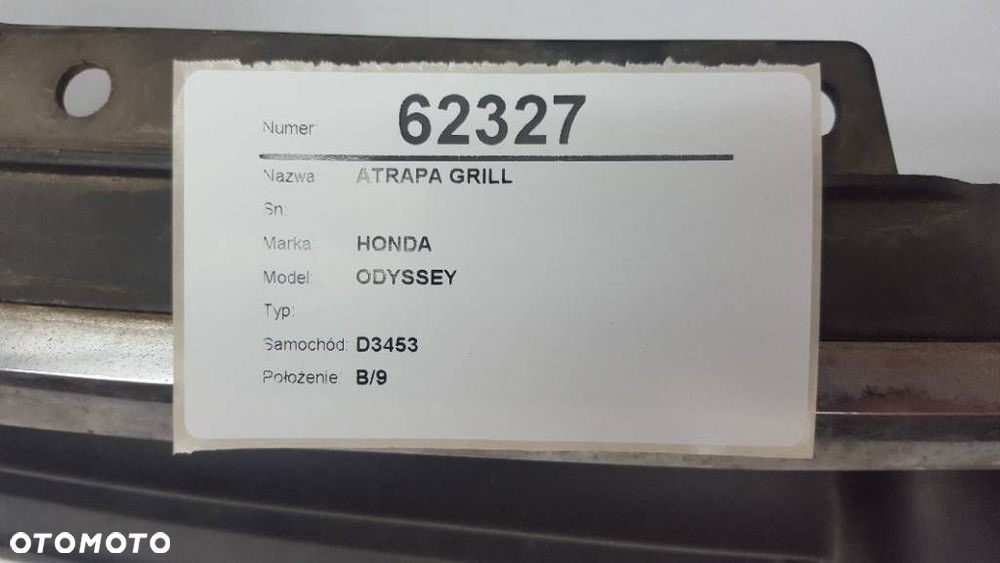 Numer: 62327
Nazwa: ATRAPA GRILL
Sn:
Marka: HONDA
Model: ODYSSEY
Typ:
Samochód: D3453
Położenie: B/9
OTOMOTO